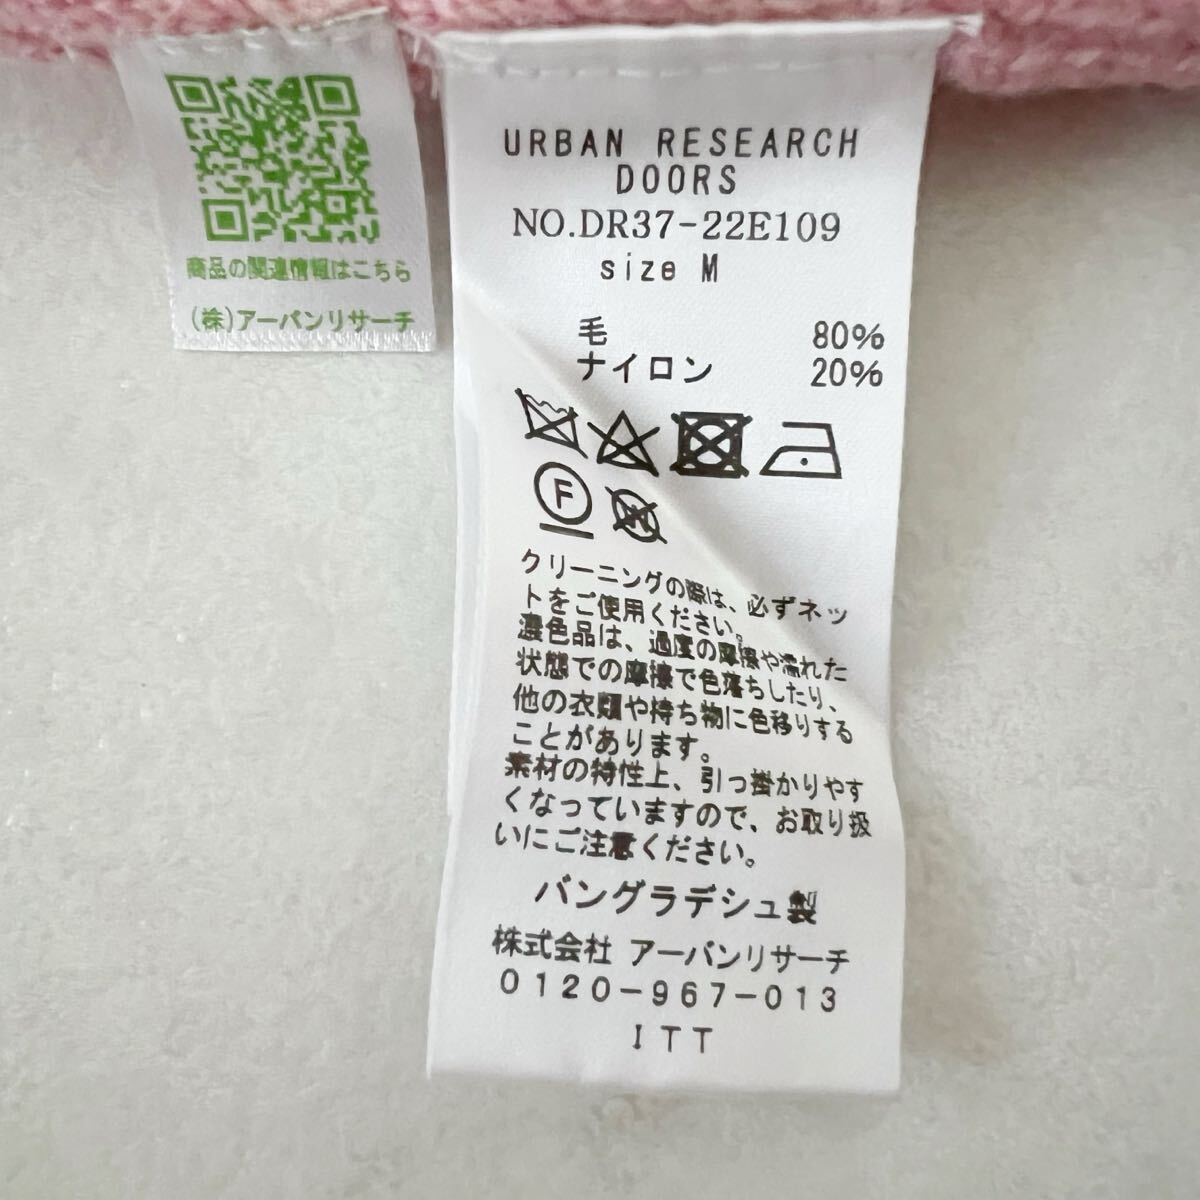 商品の関連情報はこちら
(株)アーバンリサーチ
URBAN RESEARCH
DOORS
NO.DR37-22E109
size M
毛 80%
ナイロン 20%
F
W
クリーニングの際は、必ずネッ
トをご使用ください。
濃色品は、過度の摩擦や濡れた
状態での摩擦で色落ちしたり、
他の衣類や持ち物に色移りする
ことがあります。
素材の特性上、引っ掛かりやす
くなっていますので、お取り扱
いにご注意ください。
バングラデシュ製
株式会社 アーバンリサーチ
0120-967-013
ITT